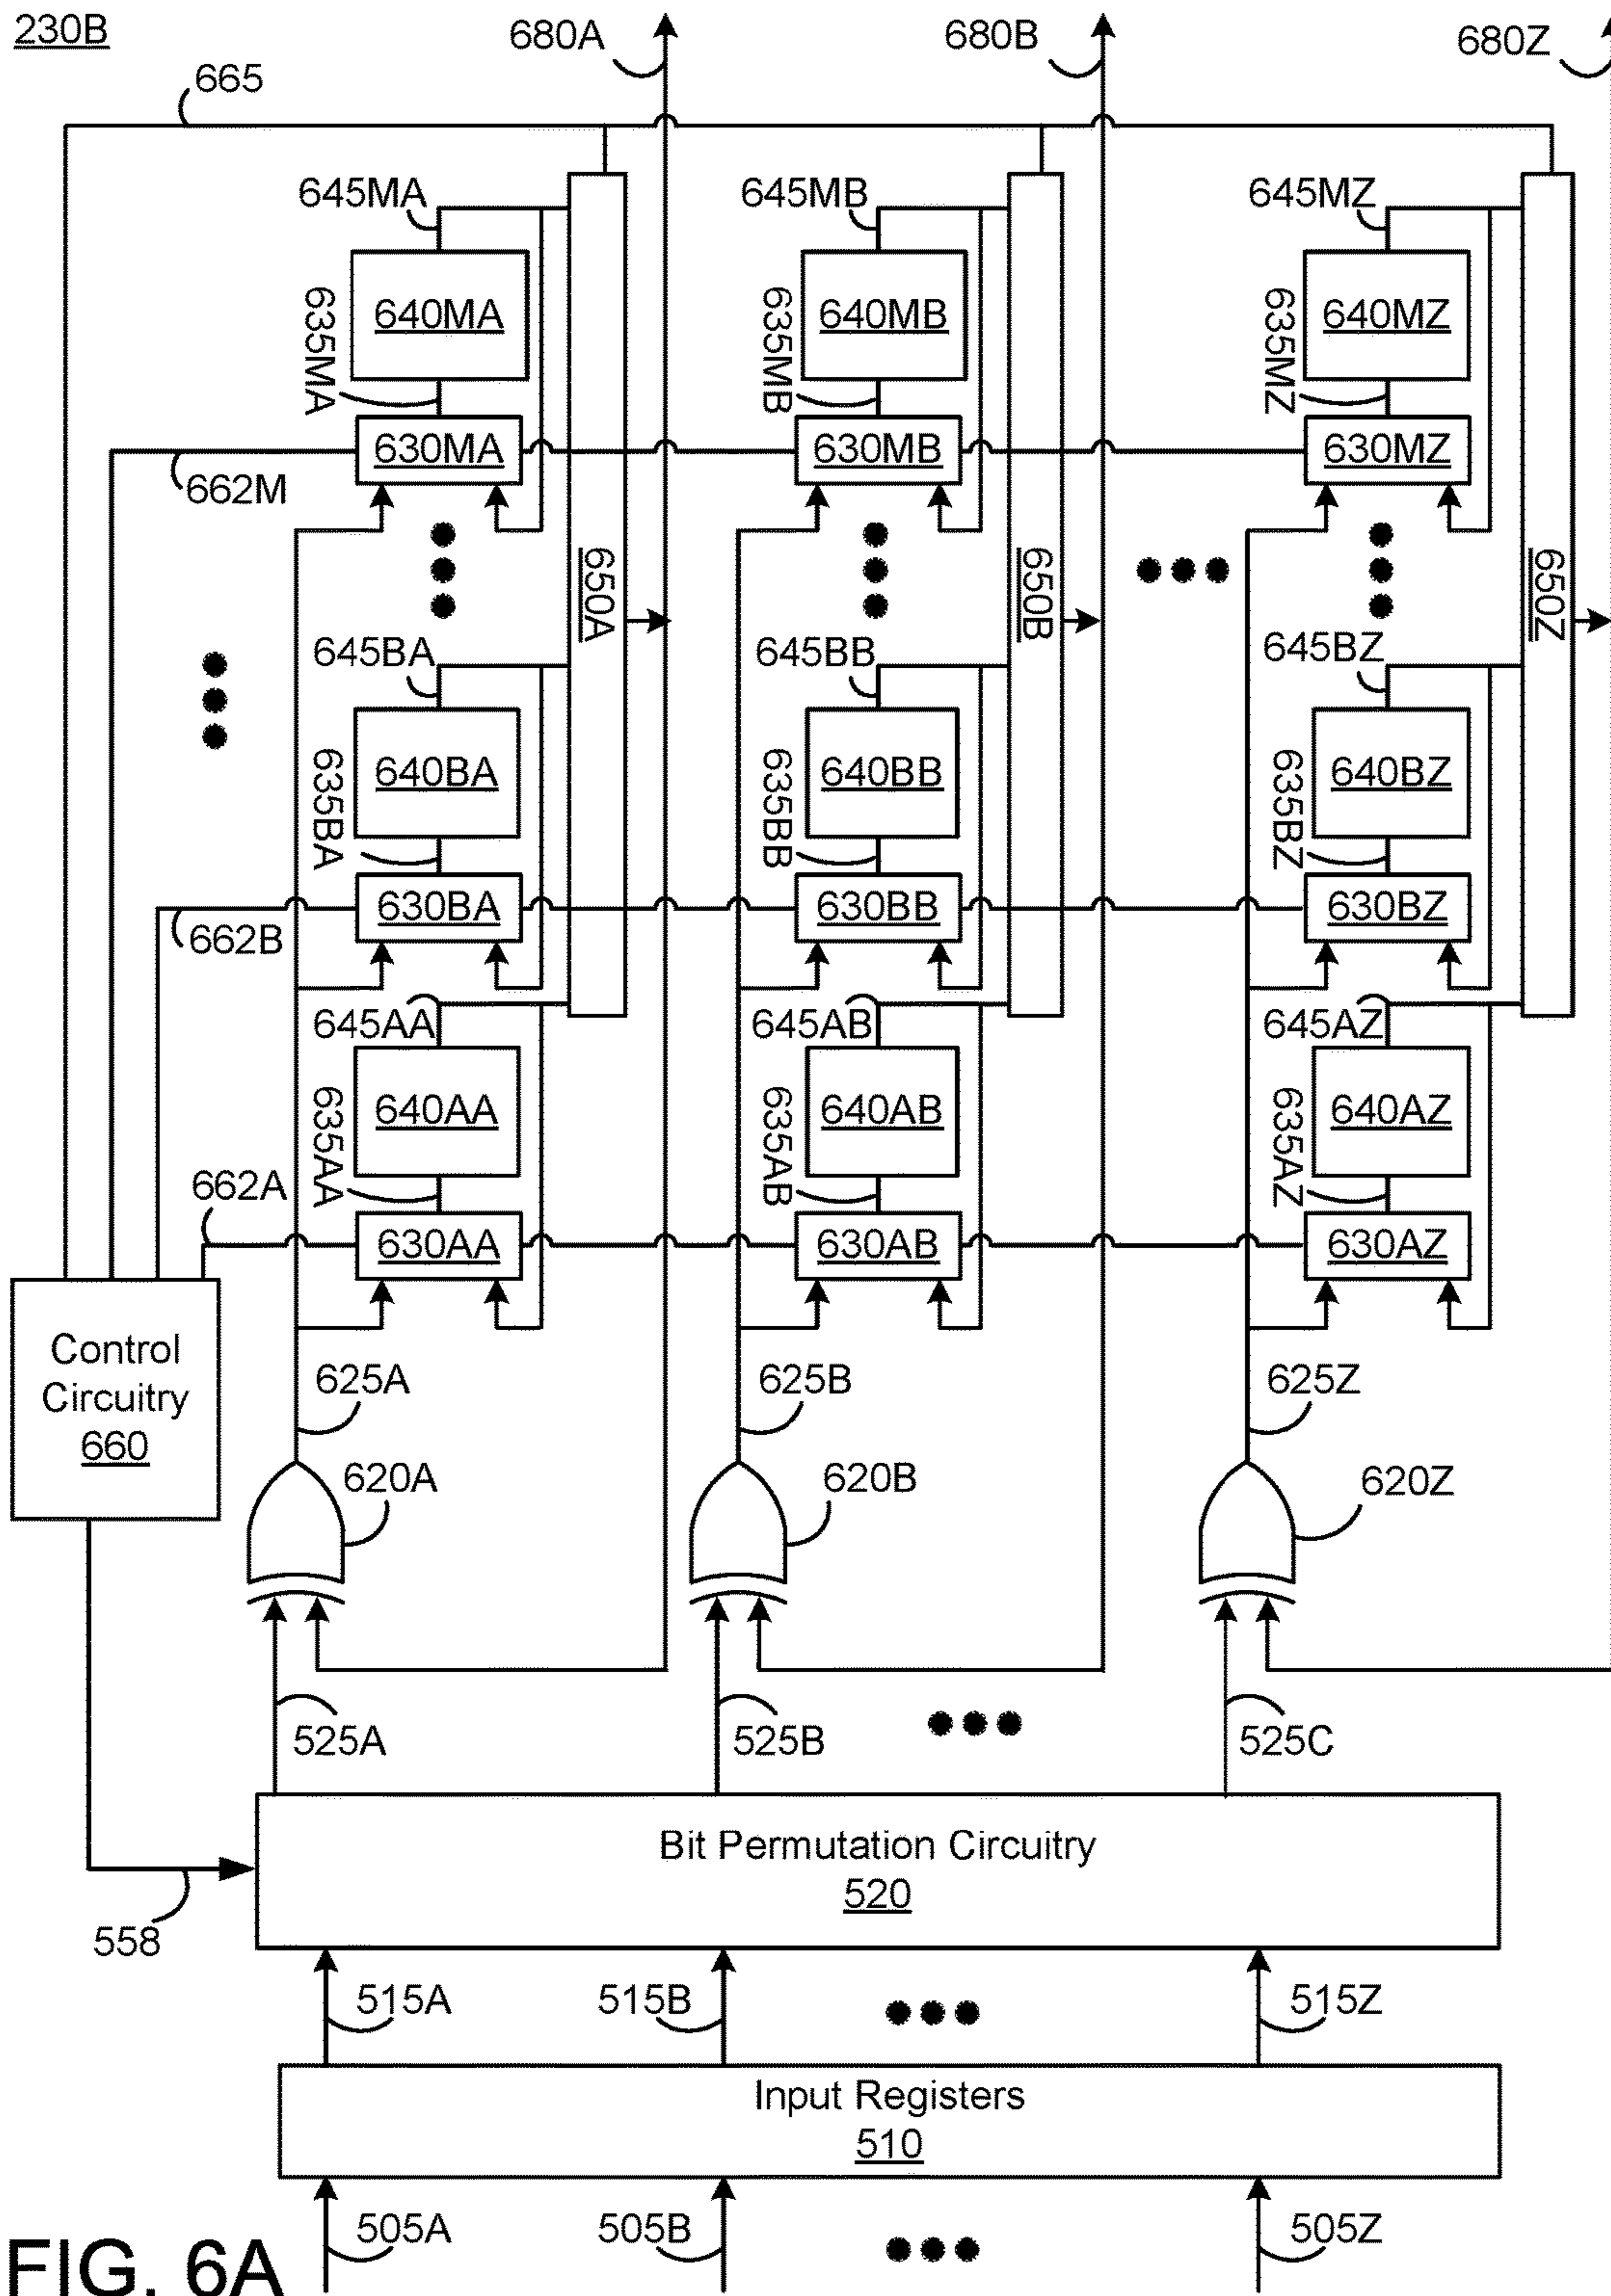 230B
680A
680B
680Z
665
645MA
645MB
645MZ
640MA
640MB
640MZ
635MA
635MB
635MZ
630MA
630MB
630MZ
662M
650A
650B
650Z
645BA
645BB
645BZ
640BA
640BB
640BZ
635BA
635BB
635BZ
630BA
630BB
630BZ
662B
645AA
645AB
645AZ
640AA
640AB
640AZ
635AA
635AB
635AZ
662A
630AA
630AB
630AZ
Control
Circuitry
660
625A
625B
625Z
620A
620B
620Z
525A
525B
525C
Bit Permutation Circuitry
520
558
515A
515B
515Z
Input Registers
510
505A
505B
505Z
FIG. 6A